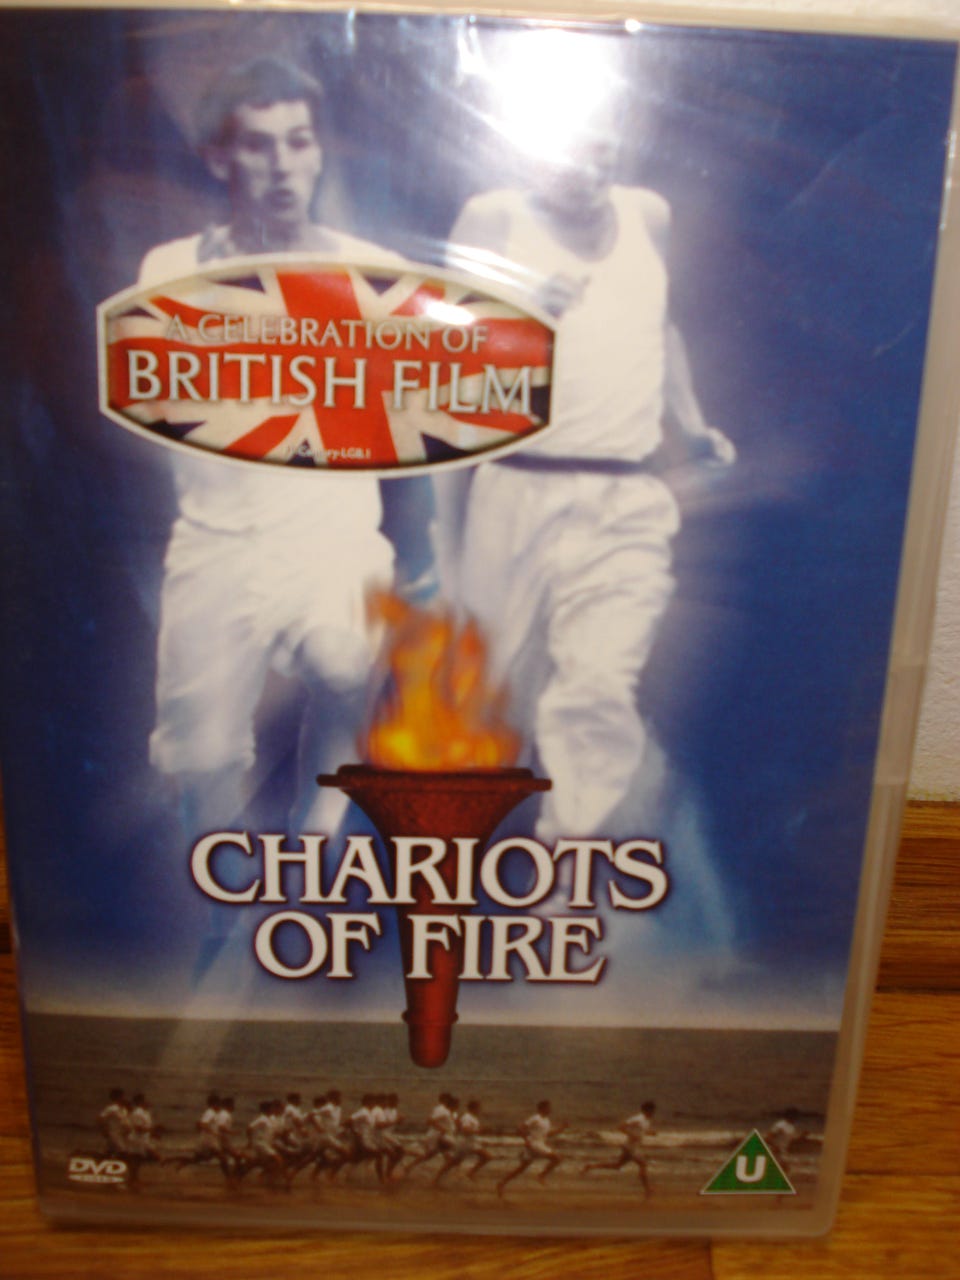 A CELEBRATION OF
BRITISH FILM
CHARIOTS
OF FIRE
DVD
U